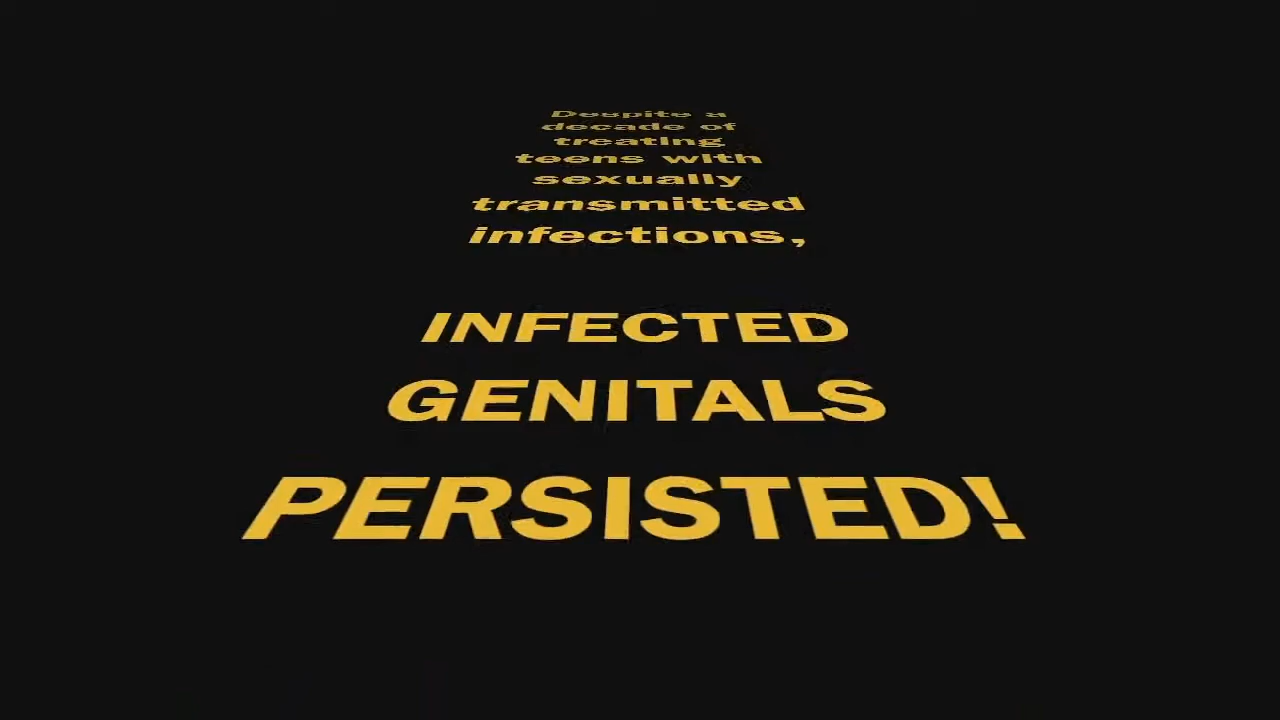 Despite a
decade of
treating
teens with
sexually
transmitted
infections,
INFECTED
GENITALS
PERSISTED!